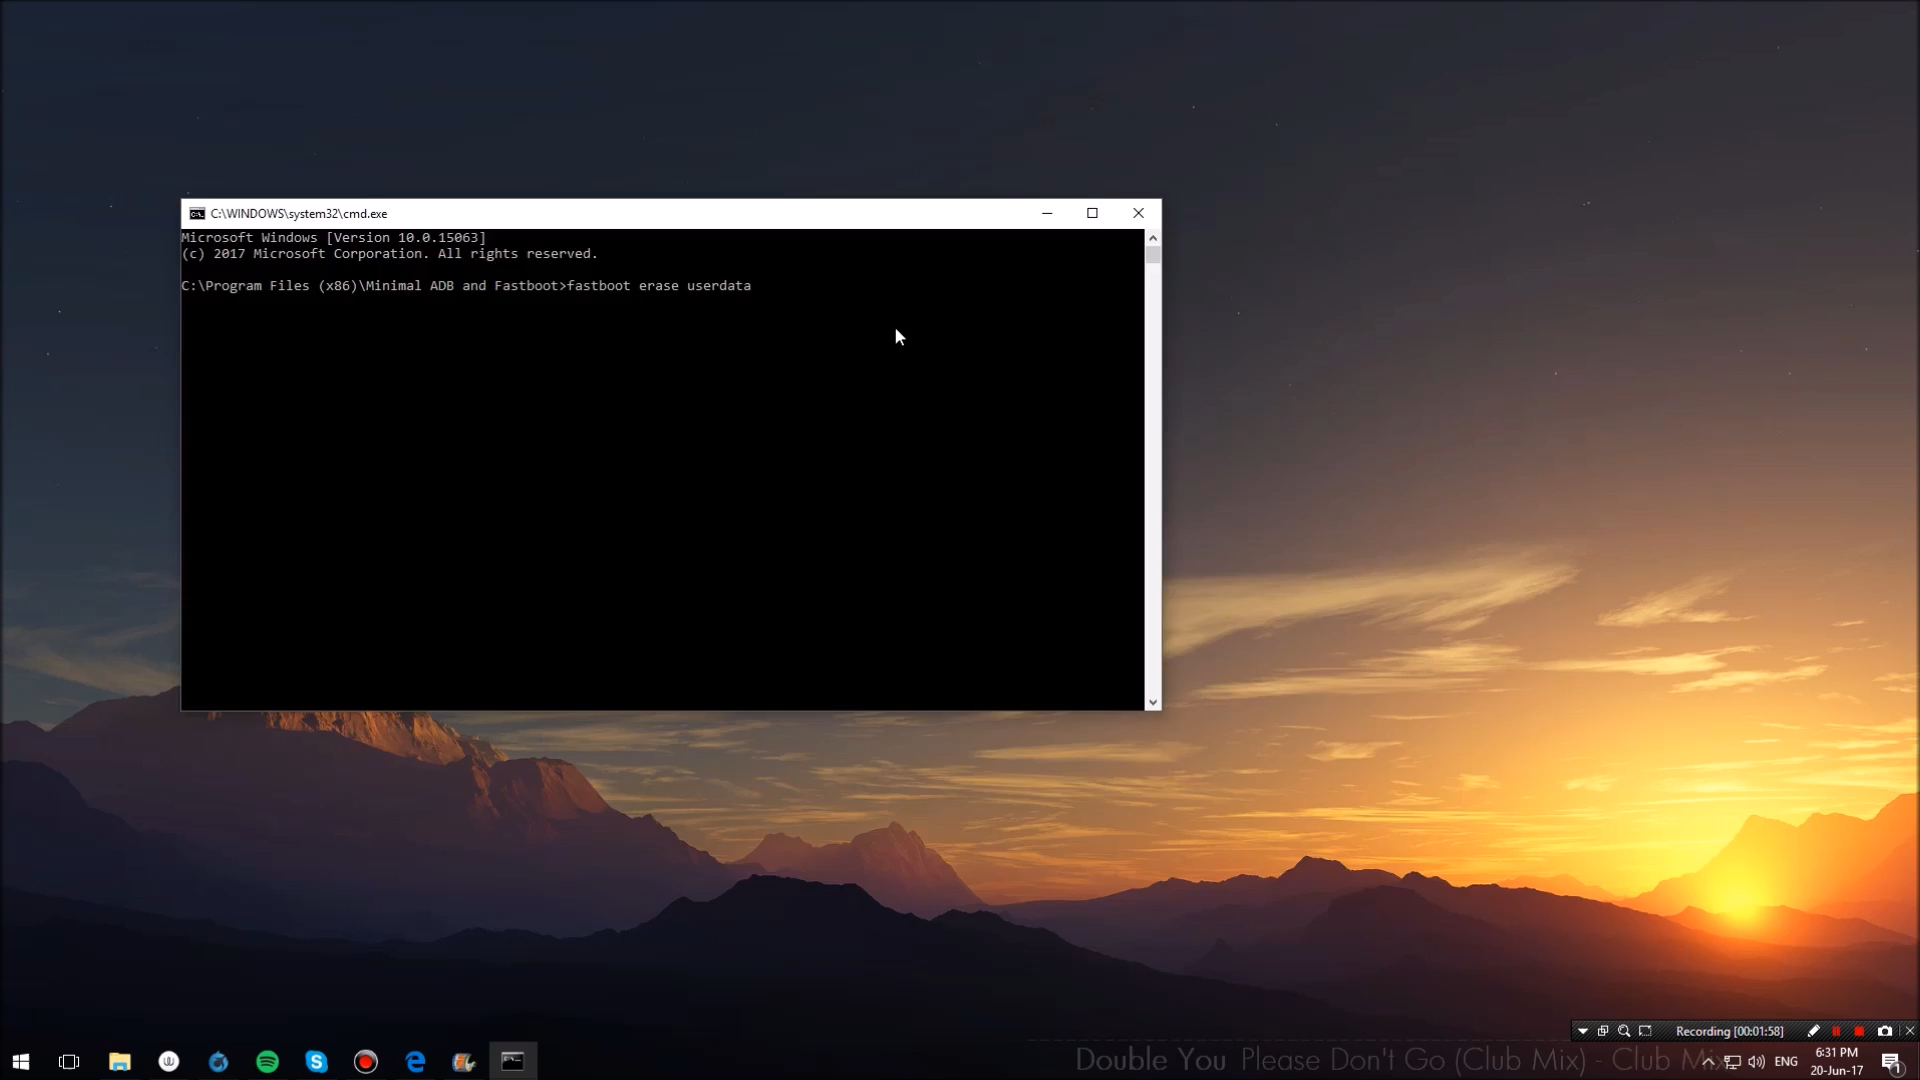 C:\WINDOWS\system32\cmd.exe
Microsoft Windows [Version 10.0.15063]
(c) 2017 Microsoft Corporation. All rights reserved.
C:\Program Files (x86)\Minimal ADB and Fastboot>fastboot erase userdata
Recording [00:01:58]
Double You Please Don't Go (Club Mix) - Club Mix
ENG
6:31 PM
20-Jun-17
1